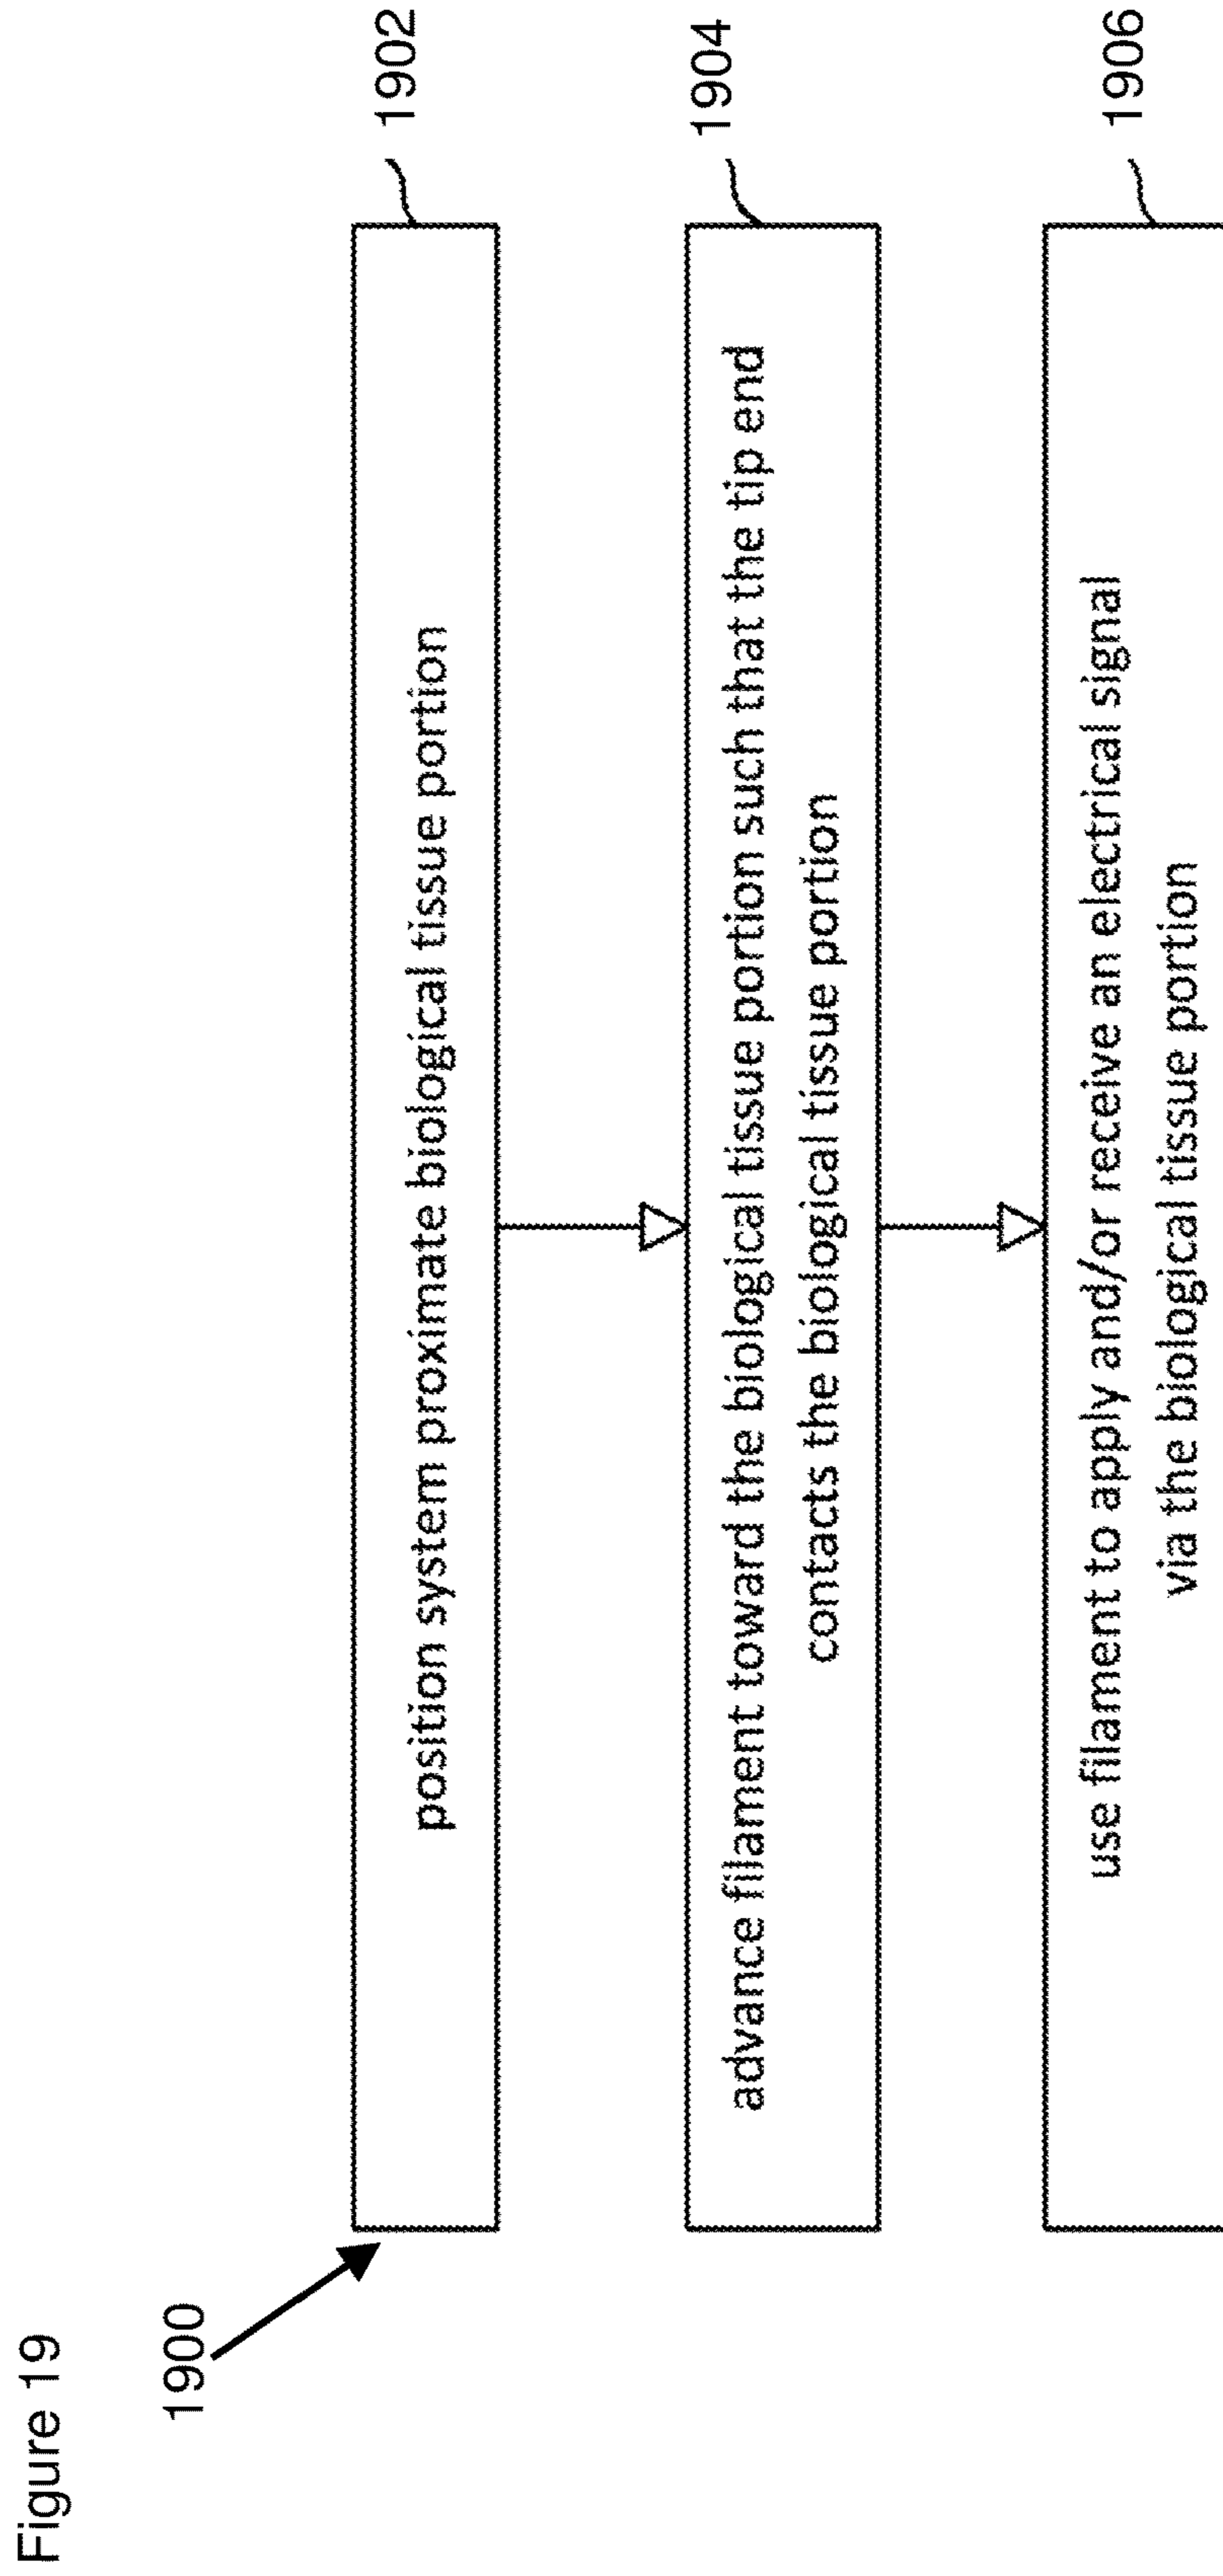 Figure 19
1900
1902
position system proximate biological tissue portion
1904
advance filament toward the biological tissue portion such that the tip end
contacts the biological tissue portion
1906
use filament to apply and/or receive an electrical signal
via the biological tissue portion